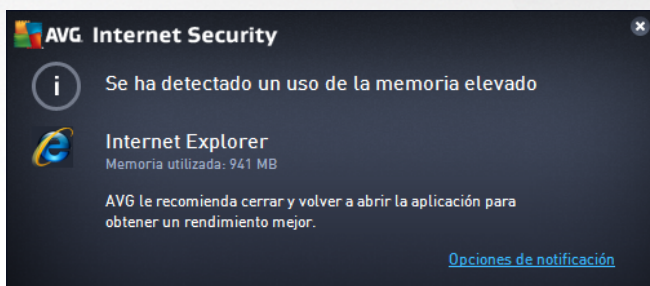 AVG. Internet Security
Se ha detectado un uso de la memoria elevado
Internet Explorer
Memoria utilizada: 941 MB
AVG le recomienda cerrar y volver a abrir la aplicación para
obtener un rendimiento mejor.
Opciones de notificación